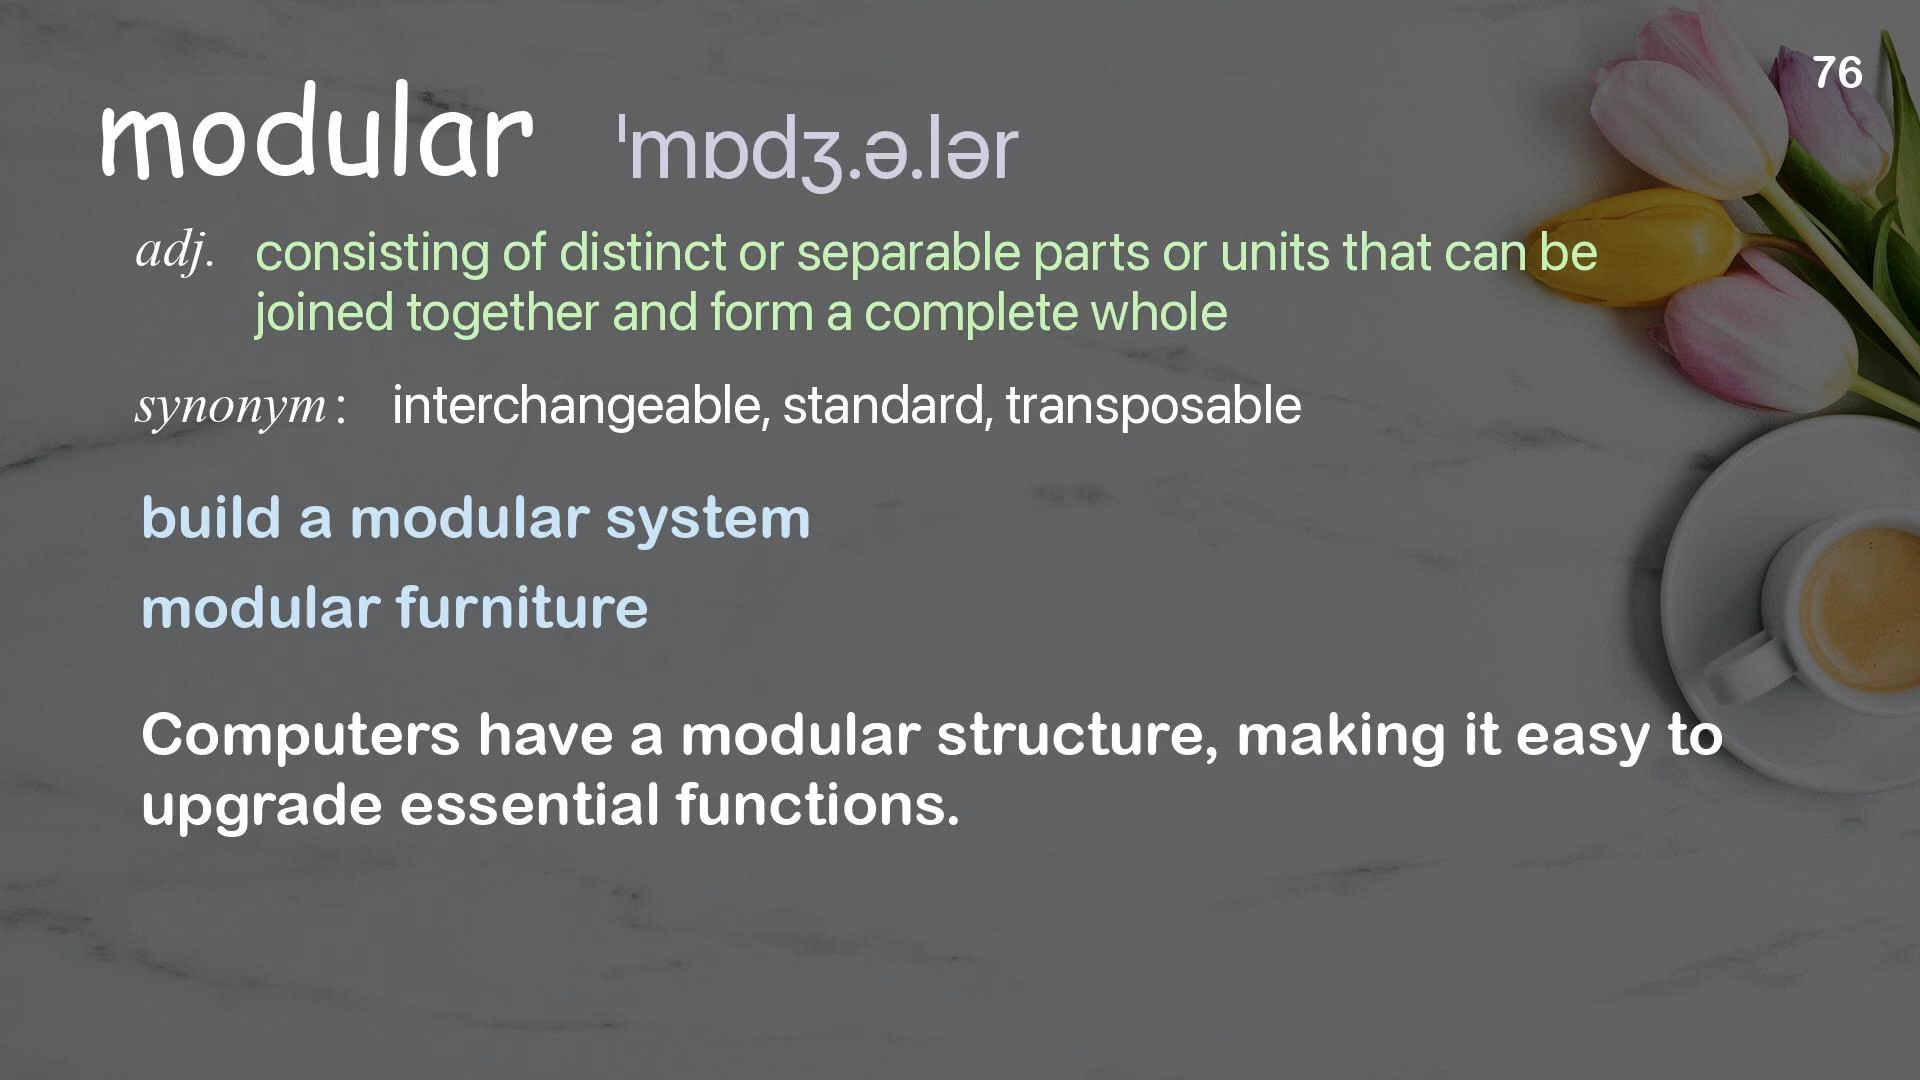 76
modular ˈmɒdʒ.ə.lər
adj. consisting of distinct or separable parts or units that can be
joined together and form a complete whole
synonym : interchangeable, standard, transposable
build a modular system
modular furniture
Computers have a modular structure, making it easy to
upgrade essential functions.